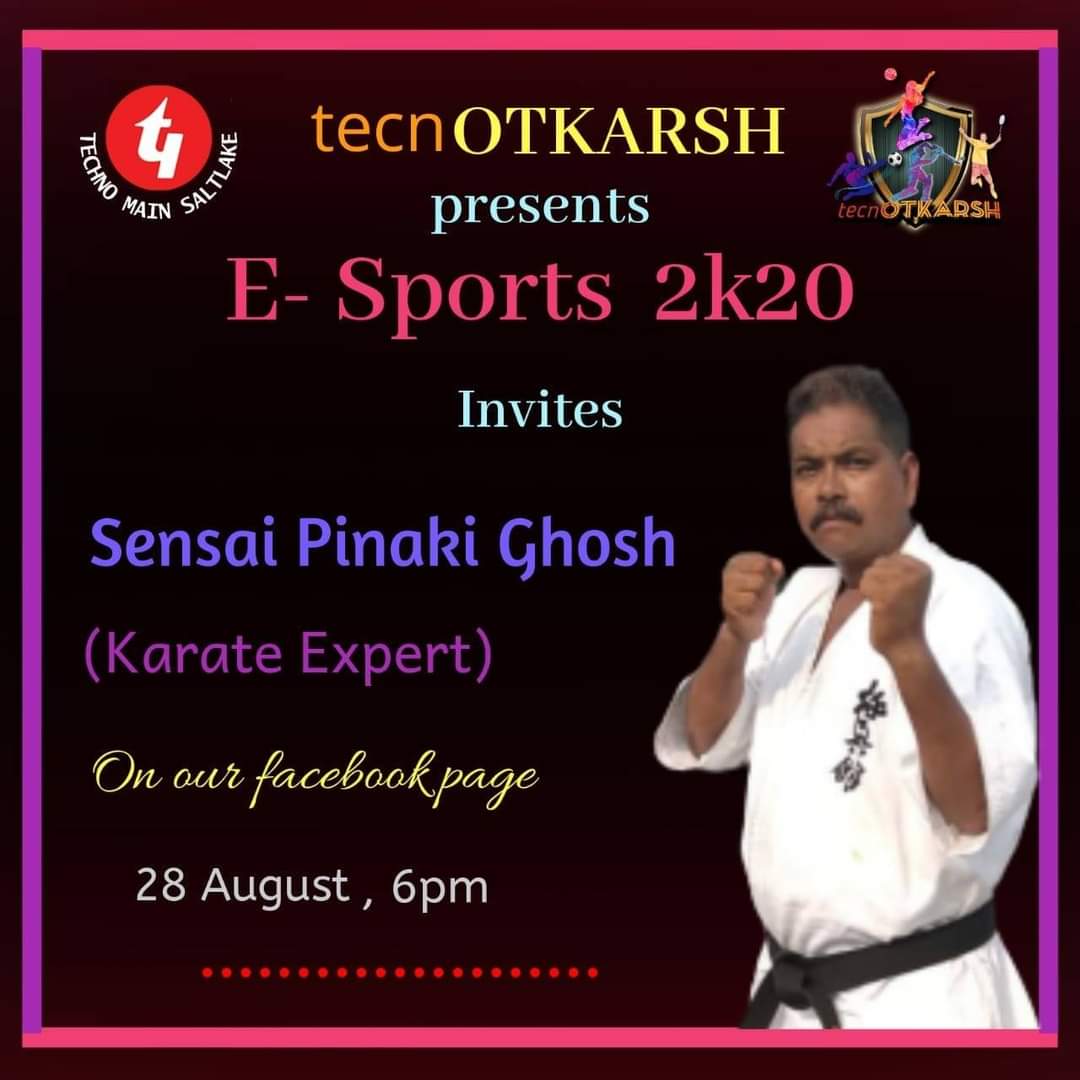 TECHNO MAIN SALTLAKE
tecnOTKARSH
tecnOTKARSH
presents
E- Sports 2k20
Invites
Sensai Pinaki Ghosh
(Karate Expert)
On our facebook page
28 August , 6pm